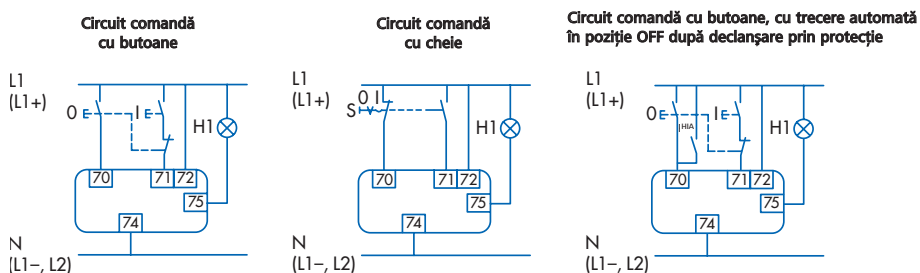 Circuit comandă
cu butoane
L1
(L1+)
0
I
H1
70
71
72
75
74
N
(L1–, L2)
Circuit comandă
cu cheie
L1
(L1+)
0 I
S
H1
70
71
72
75
74
N
(L1–, L2)
Circuit comandă cu butoane, cu trecere automată
în poziție OFF după declanșare prin protecție
L1
(L1+)
0
HIA
I
H1
70
71
72
75
74
N
(L1–, L2)